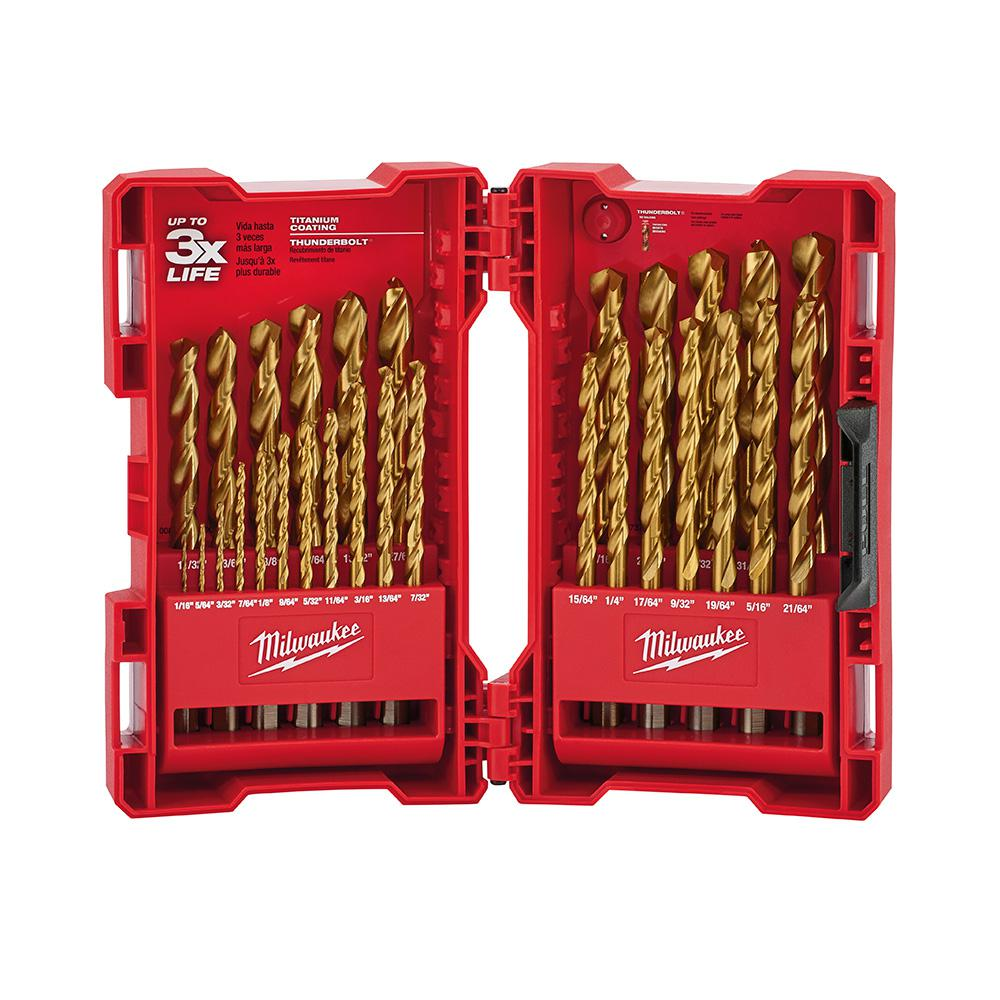 UP TO
3X
LIFE
Vida hasta
3 veces
más larga
Jusqu'à 3x
plus durable
TITANIUM
COATING
THUNDERBOLT®
Recubrimiento de titanio
Revêtement titane
THUNDERBOLT®
1/16" 5/64" 3/32" 7/64" 1/8" 9/64" 5/32" 11/64" 3/16" 13/64" 7/32"
Milwaukee
15/64" 1/4" 17/64" 9/32" 19/64" 5/16" 21/64"
Milwaukee